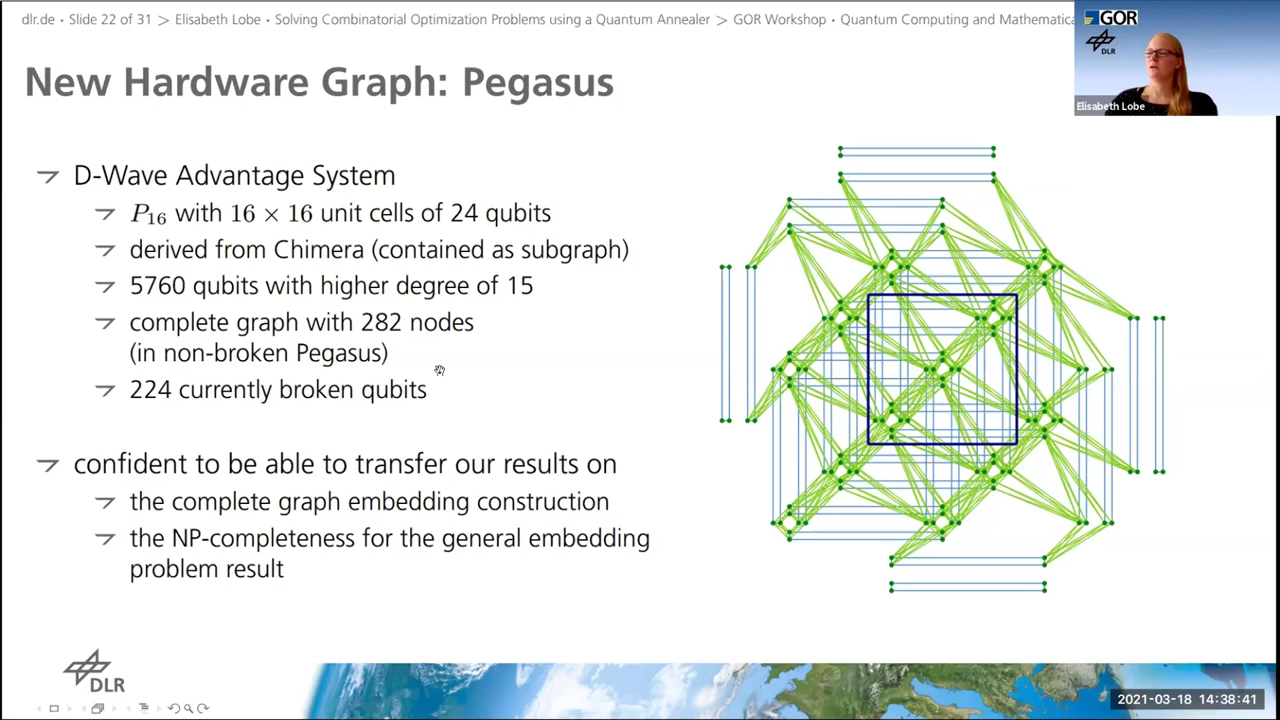 dlr.de • Slide 22 of 31 > Elisabeth Lobe • Solving Combinatorial Optimization Problems using a Quantum Annealer > GOR Workshop • Quantum Computing and Mathematica
GOR
DLR
Elisabeth Lobe
New Hardware Graph: Pegasus
D-Wave Advantage System
P16 with 16 × 16 unit cells of 24 qubits
derived from Chimera (contained as subgraph)
5760 qubits with higher degree of 15
complete graph with 282 nodes
(in non-broken Pegasus)
224 currently broken qubits
confident to be able to transfer our results on
the complete graph embedding construction
the NP-completeness for the general embedding
problem result
DLR
2021-03-18 14:38:41